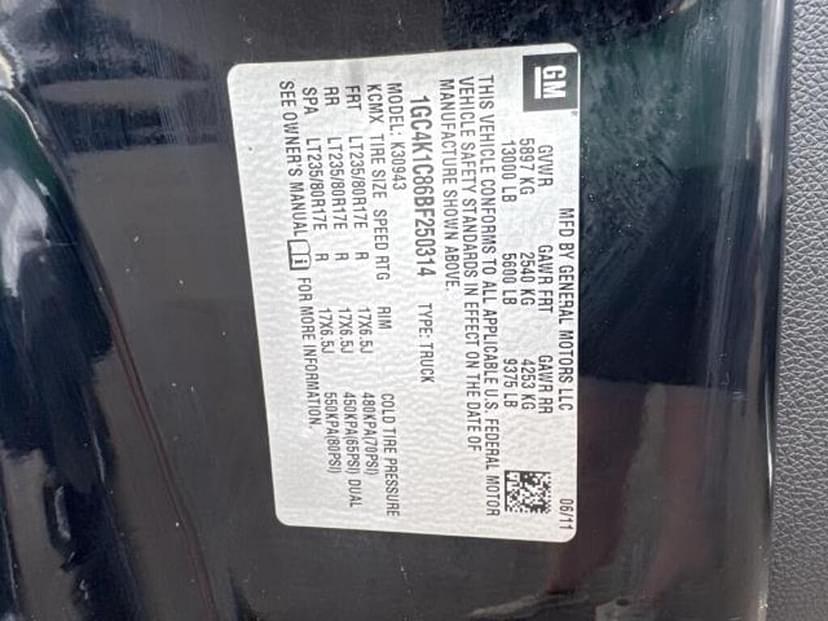 GM
MFD BY GENERAL MOTORS LLC 06/11
GVWR GAWR FRT GAWR RR
5897 KG 2540 KG 4253 KG
13000 LB 5600 LB 9375 LB
THIS VEHICLE CONFORMS TO ALL APPLICABLE U.S. FEDERAL MOTOR
VEHICLE SAFETY STANDARDS IN EFFECT ON THE DATE OF
MANUFACTURE SHOWN ABOVE.
1GC4K1C86BF250314 TYPE: TRUCK
MODEL: K30943
KCMX TIRE SIZE SPEED RTG RIM COLD TIRE PRESSURE
FRT LT235/80R17E R 17X6.5J 480KPA(70PSI)
RR LT235/80R17E R 17X6.5J 450KPA(65PSI) DUAL
SPA LT235/80R17E R 17X6.5J 550KPA(80PSI)
SEE OWNER'S MANUAL i FOR MORE INFORMATION.